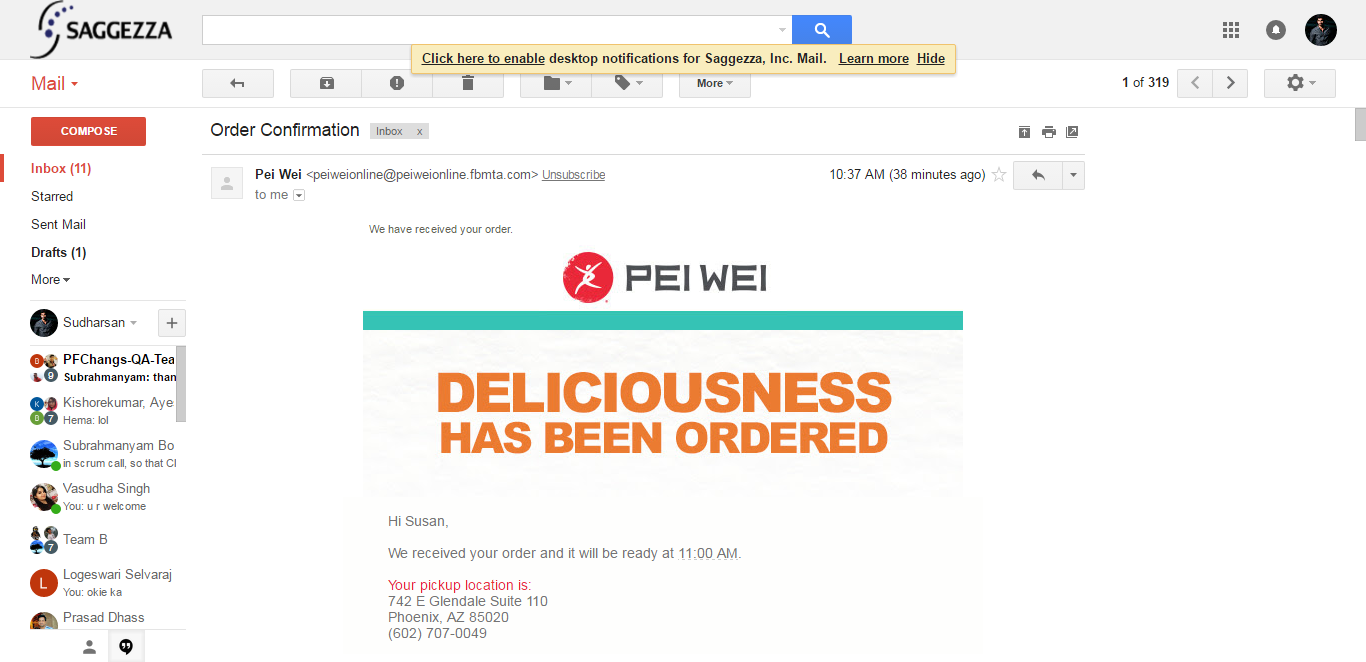 SAGGEZZA
Click here to enable desktop notifications for Saggezza, Inc. Mail. Learn more Hide
Mail
More
1 of 319
COMPOSE
Order Confirmation Inbox x
Inbox (11)
Starred
Sent Mail
Drafts (1)
More
Pei Wei <peiweionline@peiweionline.fbmta.com> Unsubscribe
10:37 AM (38 minutes ago)
to me
We have received your order.
PEI WEI
DELICIOUSNESS
HAS BEEN ORDERED
Hi Susan,
We received your order and it will be ready at 11:00 AM.
Your pickup location is:
742 E Glendale Suite 110
Phoenix, AZ 85020
(602) 707-0049
Sudharsan
PFChangs-QA-Tea
9
Subrahmanyam: than
K
Kishorekumar, Aye
7
Hema: lol
Subrahmanyam Bo
in scrum call, so that Cl
Vasudha Singh
You: u r welcome
Team B
7
L
Logeswari Selvaraj
You: okie ka
Prasad Dhass